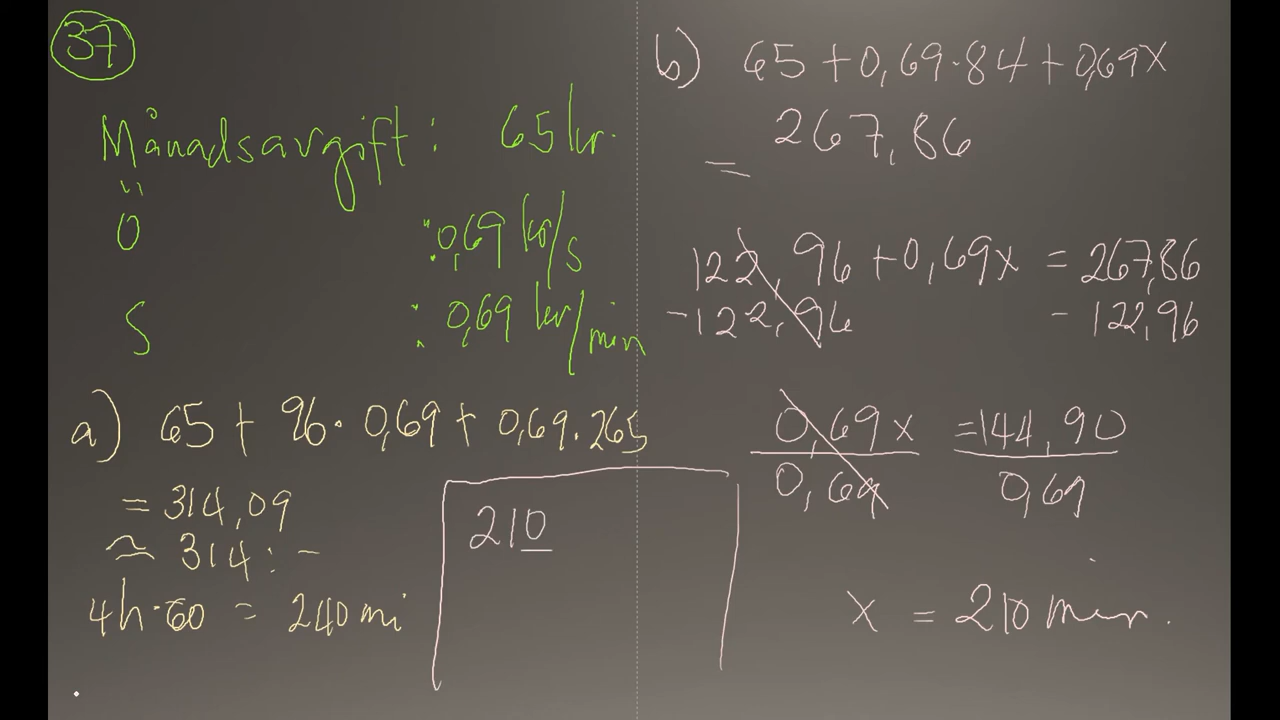 37
Månadsavgift: 65 kr.
Ö : 0,69 kr/s
S : 0,69 kr/min
a) 65 + 96 · 0,69 + 0,69 · 265
= 314,09
≈ 314 : -
4h · 60 = 240 mi
210
b) 65 + 0,69 · 84 + 0,69x
= 267,86
122,96 + 0,69x = 267,86
-122,96 - 122,96
0,69x = 144,90
0,69 0,69
x = 210 min.